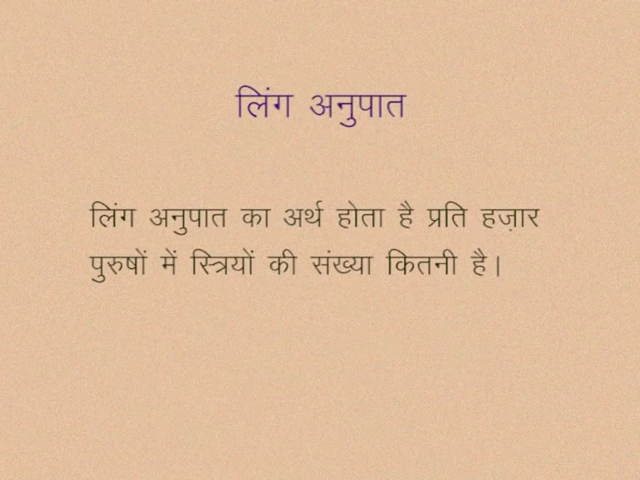 लिंग अनुपात
लिंग अनुपात का अर्थ होता है प्रति हज़ार
पुरुषों में स्त्रियों की संख्या कितनी है।